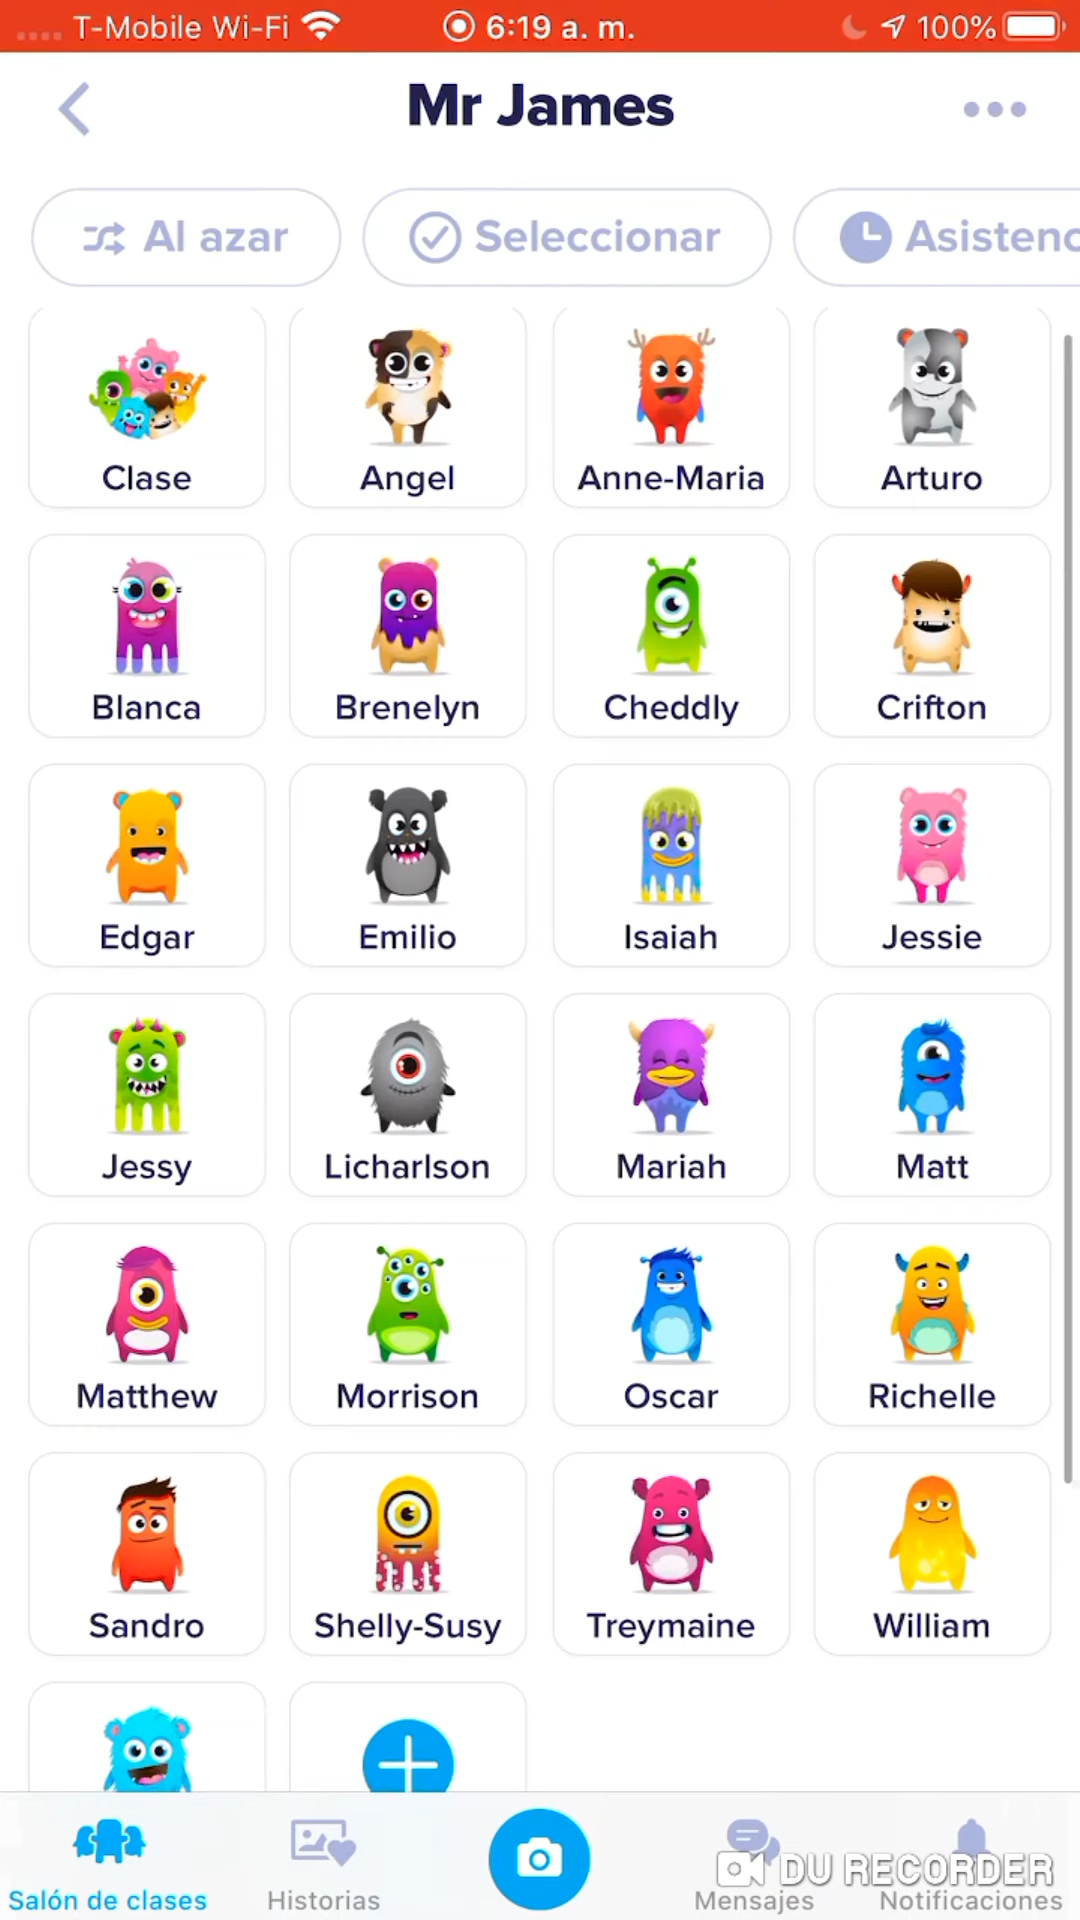 T-Mobile Wi-Fi 6:19 a. m. 100%
Mr James
Al azar Seleccionar Asistenc
Clase Angel Anne-Maria Arturo
Blanca Brenelyn Cheddly Crifton
Edgar Emilio Isaiah Jessie
Jessy Licharlson Mariah Matt
Matthew Morrison Oscar Richelle
Sandro Shelly-Susy Treymaine William
DU RECORDER
Salón de clases Historias Mensajes Notificaciones